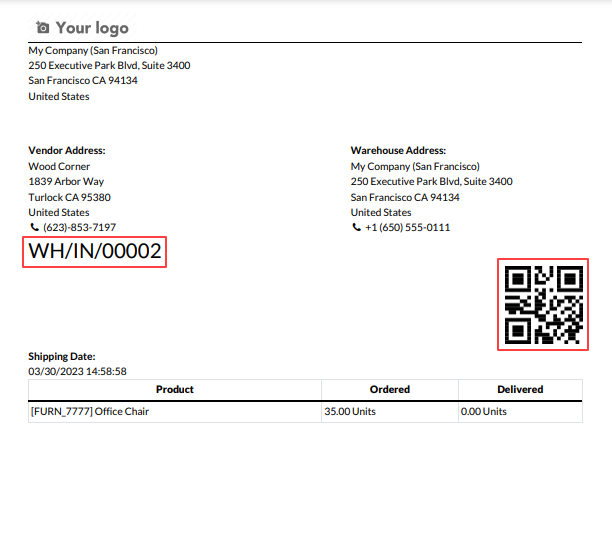 Your logo
My Company (San Francisco)
250 Executive Park Blvd, Suite 3400
San Francisco CA 94134
United States
Vendor Address:
Wood Corner
1839 Arbor Way
Turlock CA 95380
United States
(623)-853-7197
Warehouse Address:
My Company (San Francisco)
250 Executive Park Blvd, Suite 3400
San Francisco CA 94134
United States
+1 (650) 555-0111
WH/IN/00002
Shipping Date:
03/30/2023 14:58:58
Product Ordered Delivered
[FURN_7777] Office Chair 35.00 Units 0.00 Units